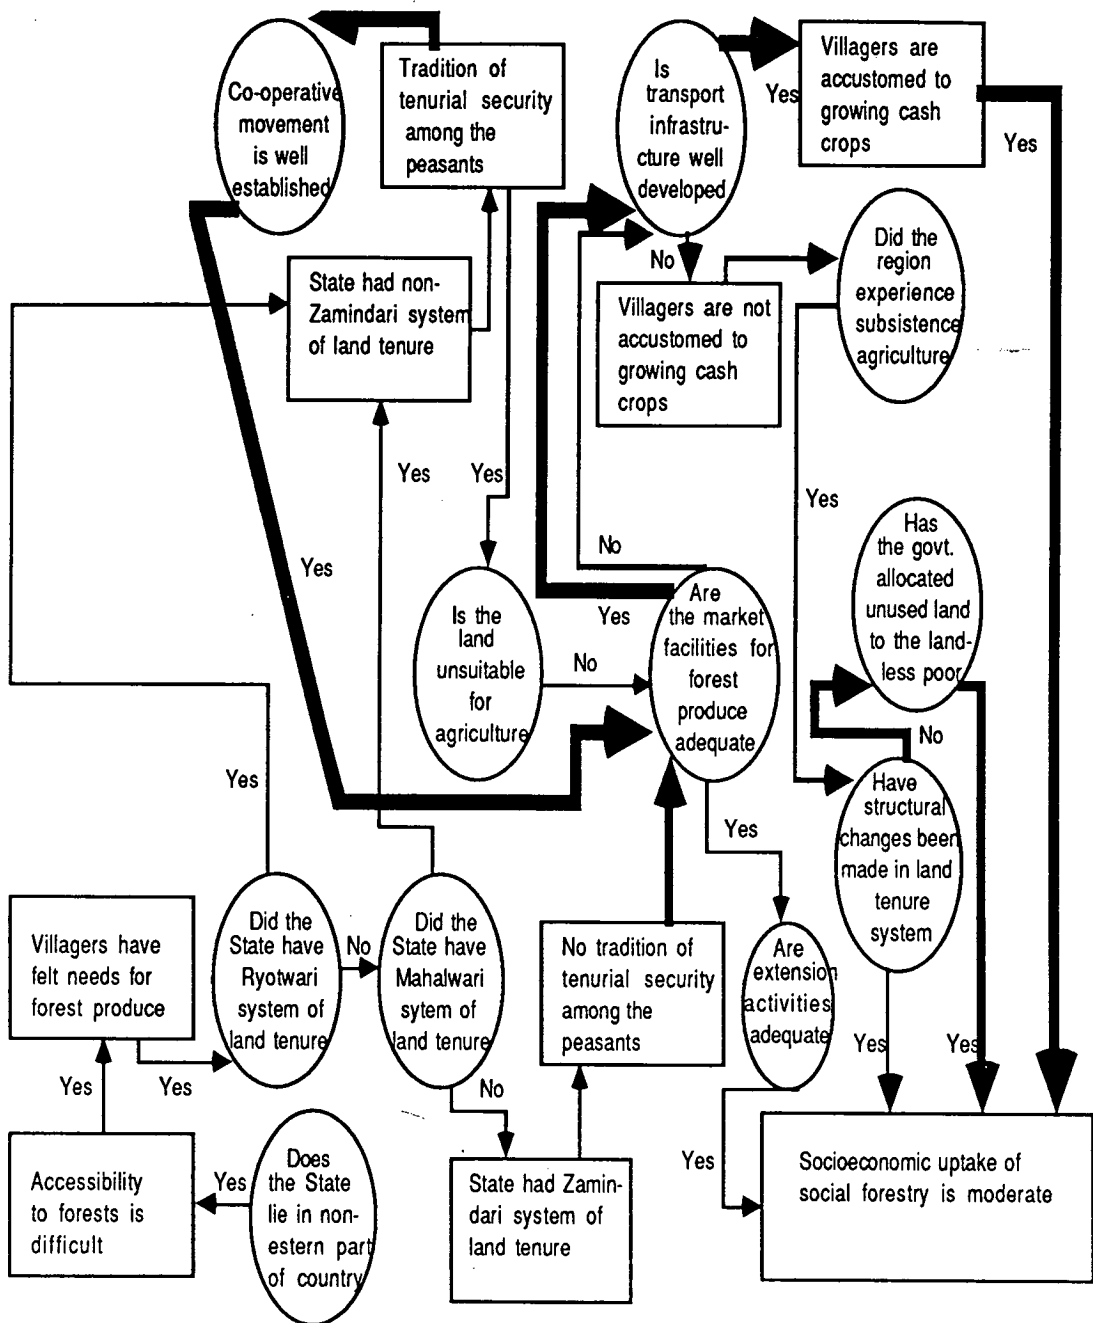 Co-operative
movement
is well
established
Tradition of
tenurial security
among the
peasants
Is
transport
infrastru-
cture well
developed
Yes
Villagers are
accustomed to
growing cash
crops
Yes
State had non-
Zamindari system
of land tenure
No
Villagers are not
accustomed to
growing cash
crops
Did the
region
experience
subsistence
agriculture
Yes
Yes
Yes
Yes
No
Yes
Is the
land
unsuitable
for
agriculture
No
Are
the market
facilities for
forest
produce
adequate
Has
the govt.
allocated
unused land
to the land-
less poor
No
Yes
Yes
Have
structural
changes been
made in land
tenure
system
Villagers have
felt needs for
forest produce
Did the
State have
Ryotwari
system of
land tenure
No
Did the
State have
Mahalwari
sytem of
land tenure
No tradition of
tenurial security
among the
peasants
Are
extension
activities
adequate
Yes
Yes
No
Yes
Yes
Accessibility
to forests is
difficult
Yes
Does
the State
lie in non-
estern part
of country
State had Zamin-
dari system of
land tenure
Yes
Socioeconomic uptake of
social forestry is moderate